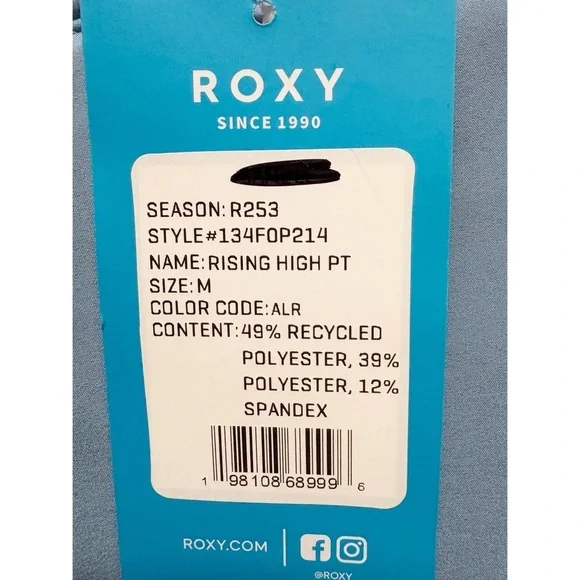 ROXY
SINCE 1990
SEASON: R253
STYLE#134F0P214
NAME: RISING HIGH PT
SIZE: M
COLOR CODE: ALR
CONTENT: 49% RECYCLED
POLYESTER, 39%
POLYESTER, 12%
SPANDEX
1 98108 68999 6
ROXY.COM
@ROXY